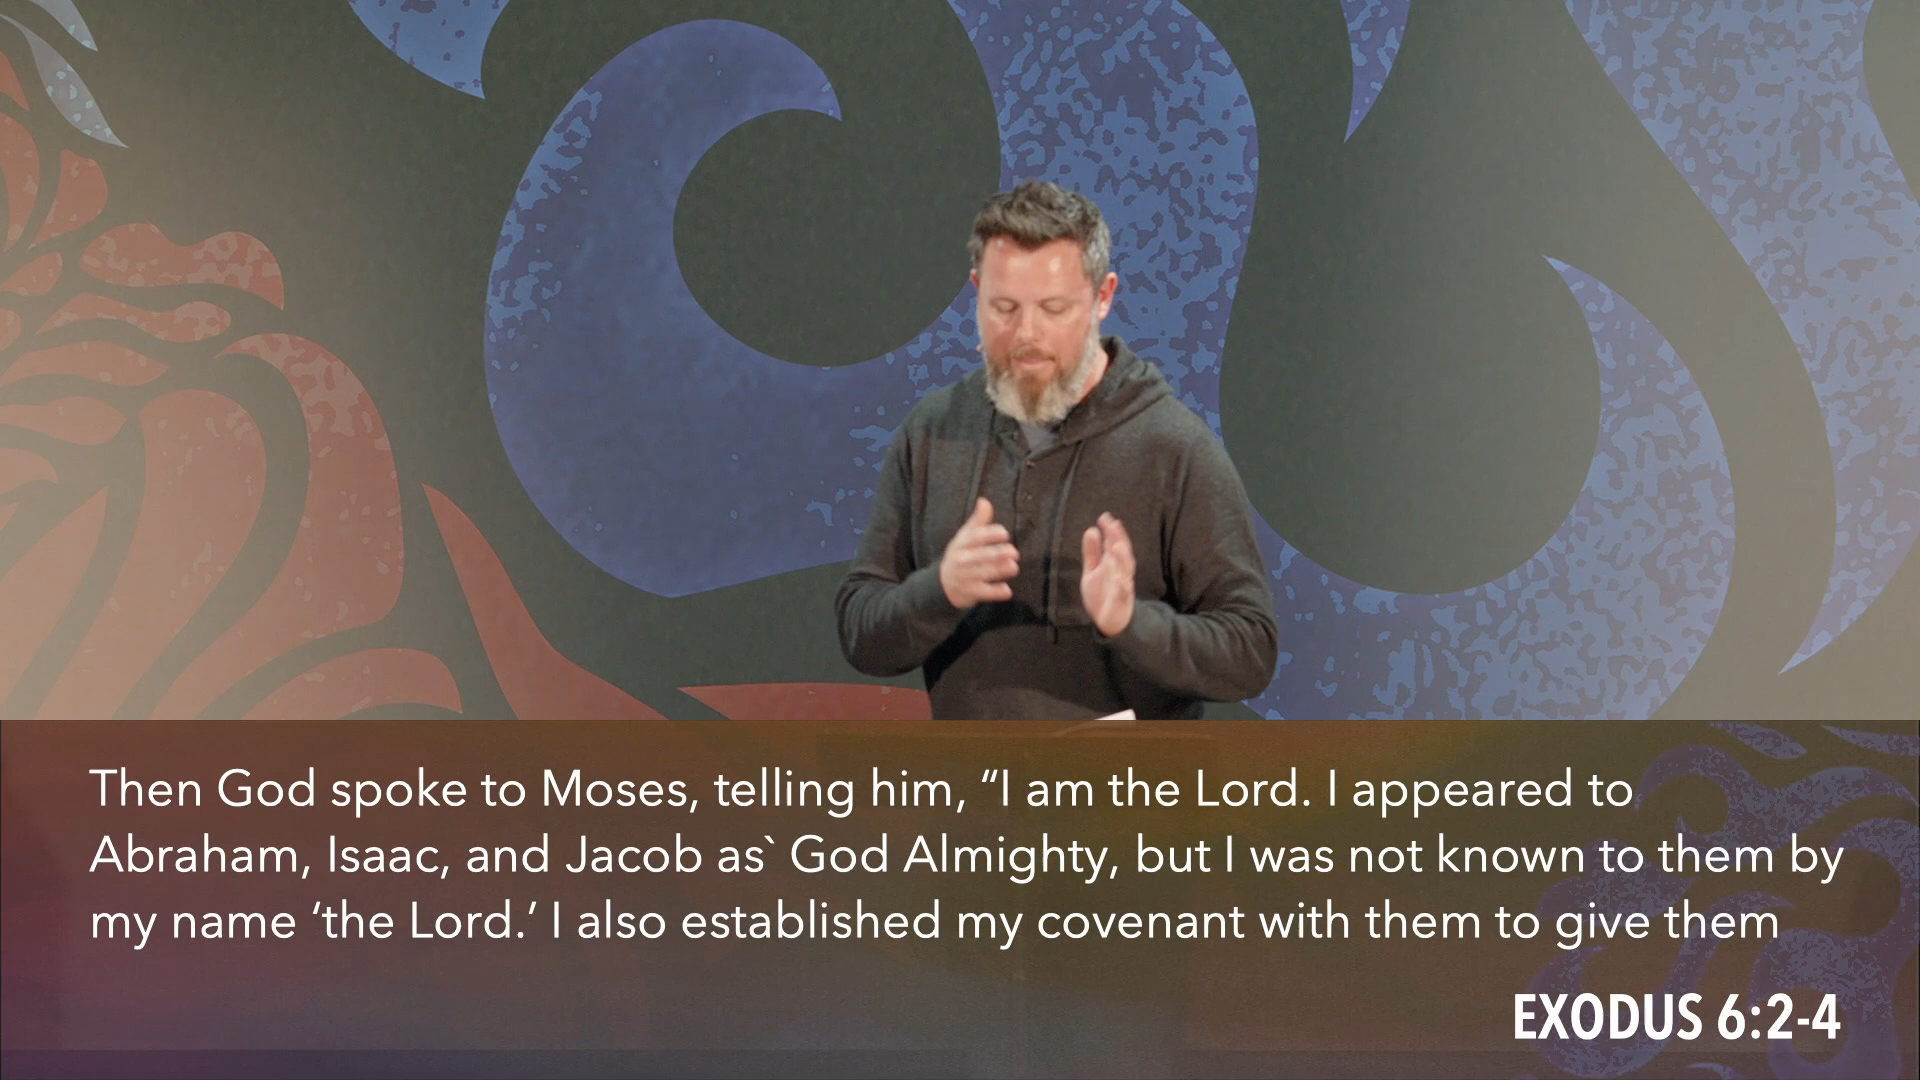 Then God spoke to Moses, telling him, “I am the Lord. I appeared to
Abraham, Isaac, and Jacob as` God Almighty, but I was not known to them by
my name ‘the Lord.’ I also established my covenant with them to give them
EXODUS 6:2-4